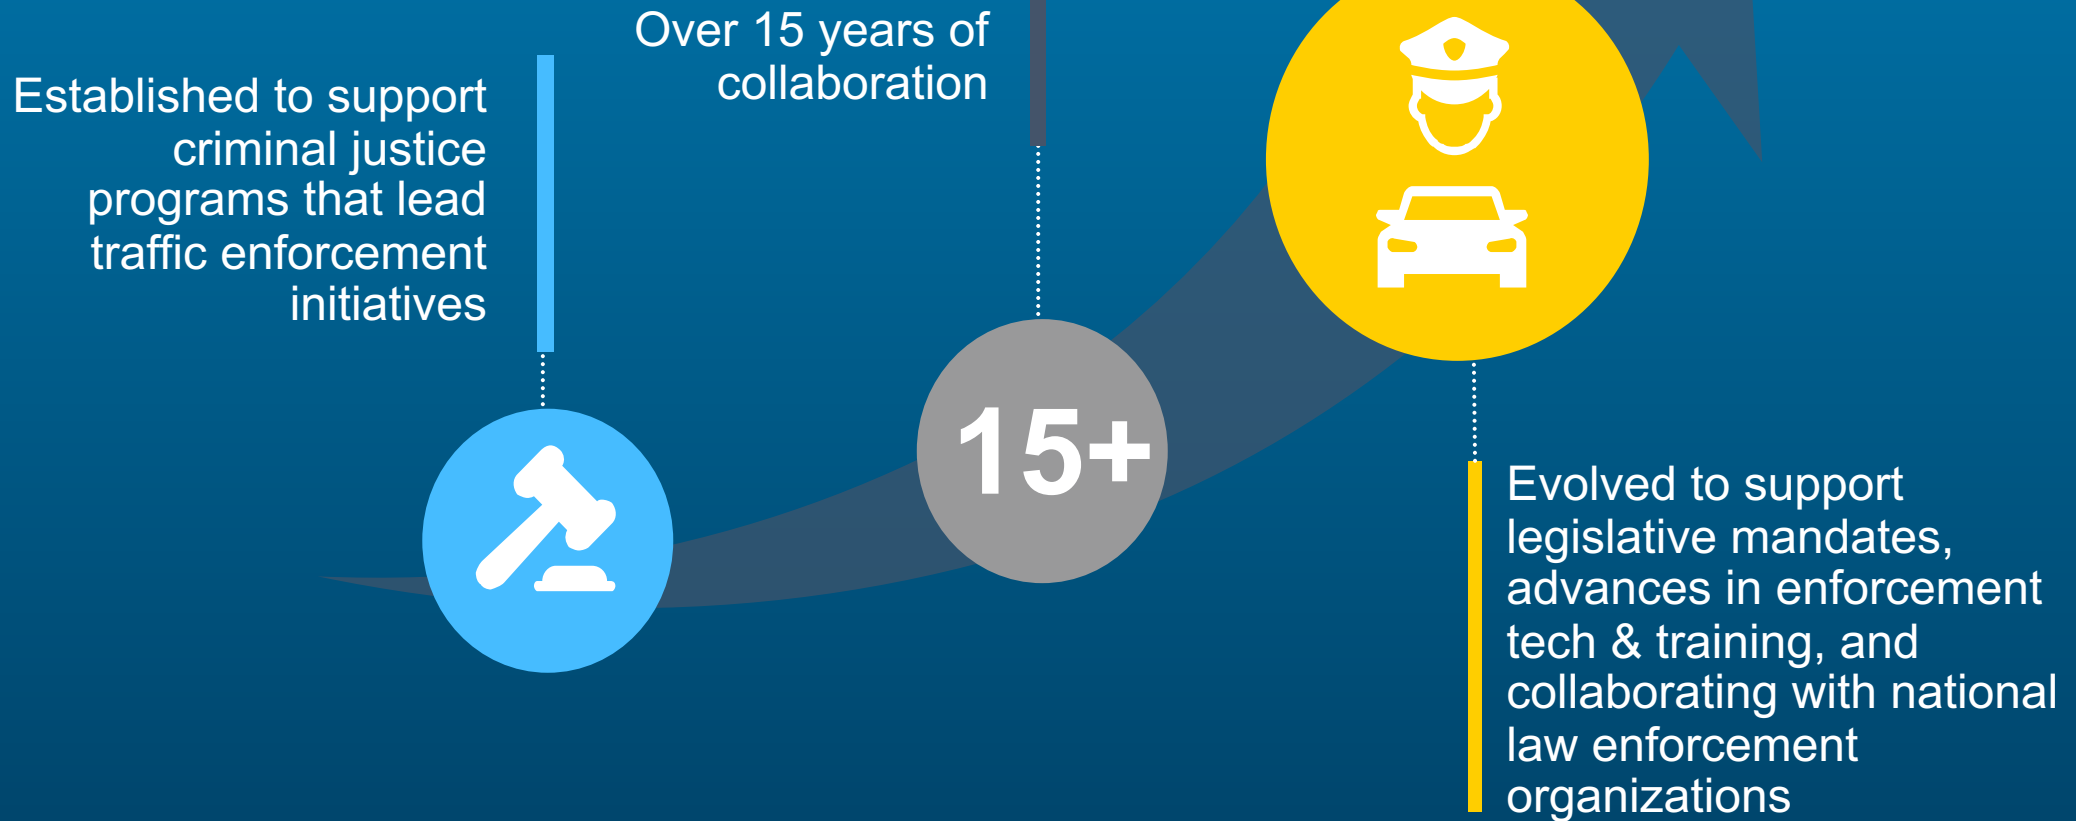 Established to support
criminal justice
programs that lead
traffic enforcement
initiatives
Over 15 years of
collaboration
15+
Evolved to support
legislative mandates,
advances in enforcement
tech & training, and
collaborating with national
law enforcement
organizations